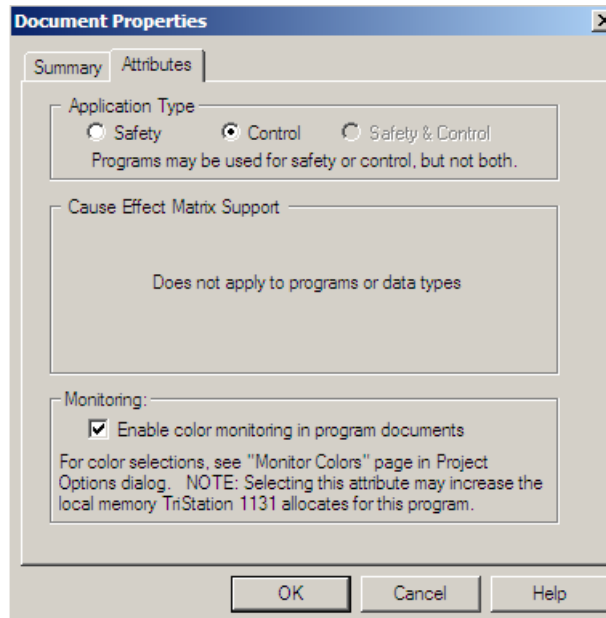 Document Properties
Summary Attributes
Application Type
Safety Control Safety & Control
Programs may be used for safety or control, but not both.
Cause Effect Matrix Support
Does not apply to programs or data types
Monitoring:
Enable color monitoring in program documents
For color selections, see "Monitor Colors" page in Project
Options dialog. NOTE: Selecting this attribute may increase the
local memory TriStation 1131 allocates for this program.
OK Cancel Help